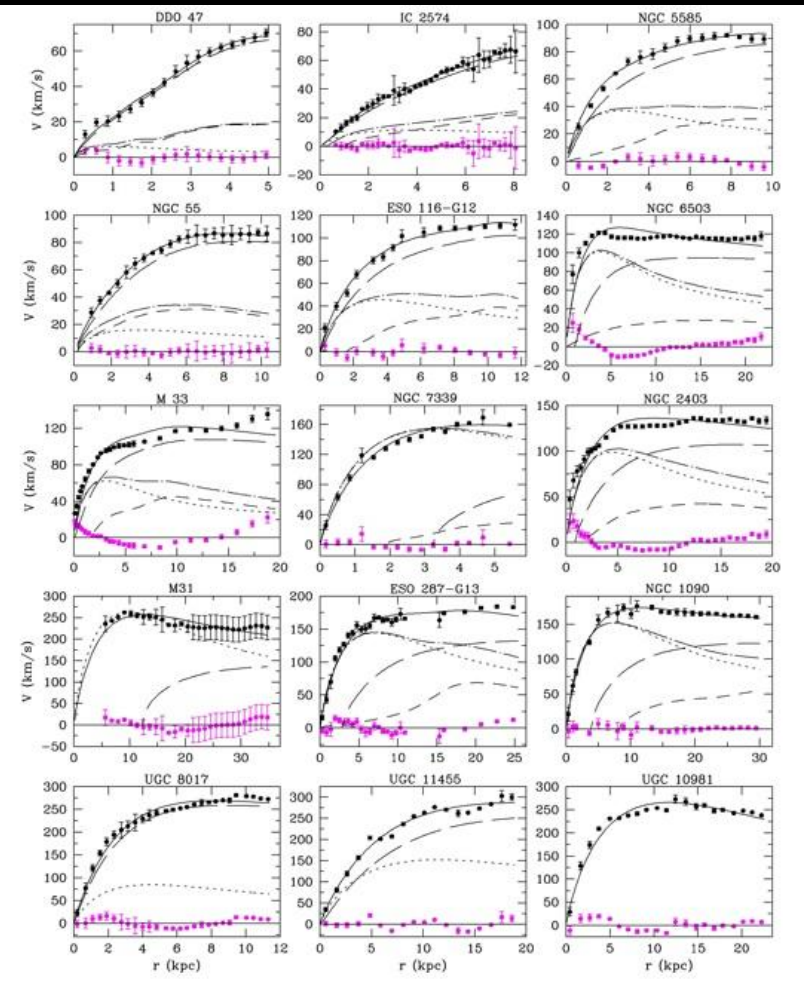 DDO 47
V (km/s)
60
40
20
0
0 1 2 3 4 5
IC 2574
80
60
40
20
0
−20
0 2 4 6 8
NGC 5585
100
80
60
40
20
0
0 2 4 6 8 10
NGC 55
V (km/s)
100
80
60
40
20
0
0 2 4 6 8 10
ESO 116-G12
120
100
80
60
40
20
0
0 2 4 6 8 10 12
NGC 6503
140
120
100
80
60
40
20
0
−20
0 5 10 15 20
M 33
V (km/s)
120
80
40
0
0 5 10 15 20
NGC 7339
160
120
80
40
0
0 1 2 3 4 5
NGC 2403
150
100
50
0
0 5 10 15 20
M31
V (km/s)
300
250
200
150
100
50
0
−50
0 10 20 30
ESO 287-G13
150
100
50
0
0 5 10 15 20 25
NGC 1090
150
100
50
0
0 5 10 15 20 25 30
UGC 8017
V (km/s)
300
250
200
150
100
50
0
0 2 4 6 8 10 12
r (kpc)
UGC 11455
300
250
200
150
100
50
0
0 5 10 15 20
r (kpc)
UGC 10981
300
250
200
150
100
50
0
0 5 10 15 20
r (kpc)